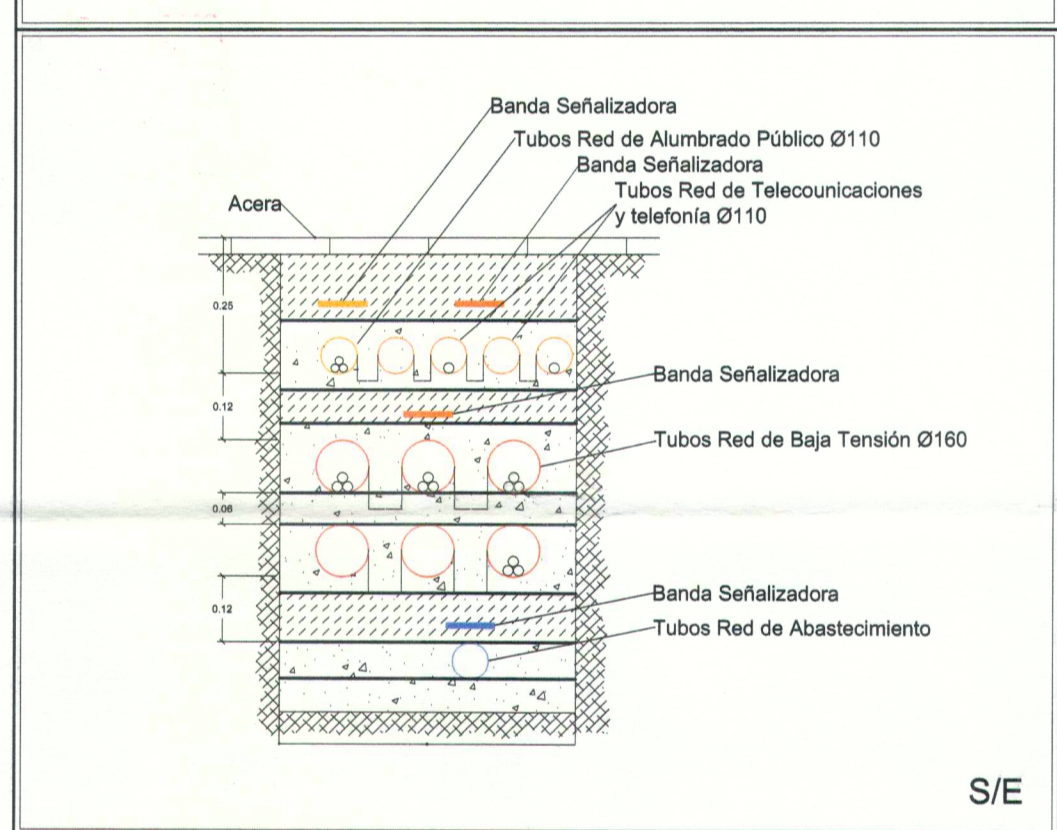 Banda Señalizadora
Tubos Red de Alumbrado Público Ø110
Banda Señalizadora
Tubos Red de Telecounicaciones
y telefonía Ø110
Acera
0.25
Banda Señalizadora
0.12
Tubos Red de Baja Tensión Ø160
0.06
Banda Señalizadora
0.12
Tubos Red de Abastecimiento
S/E